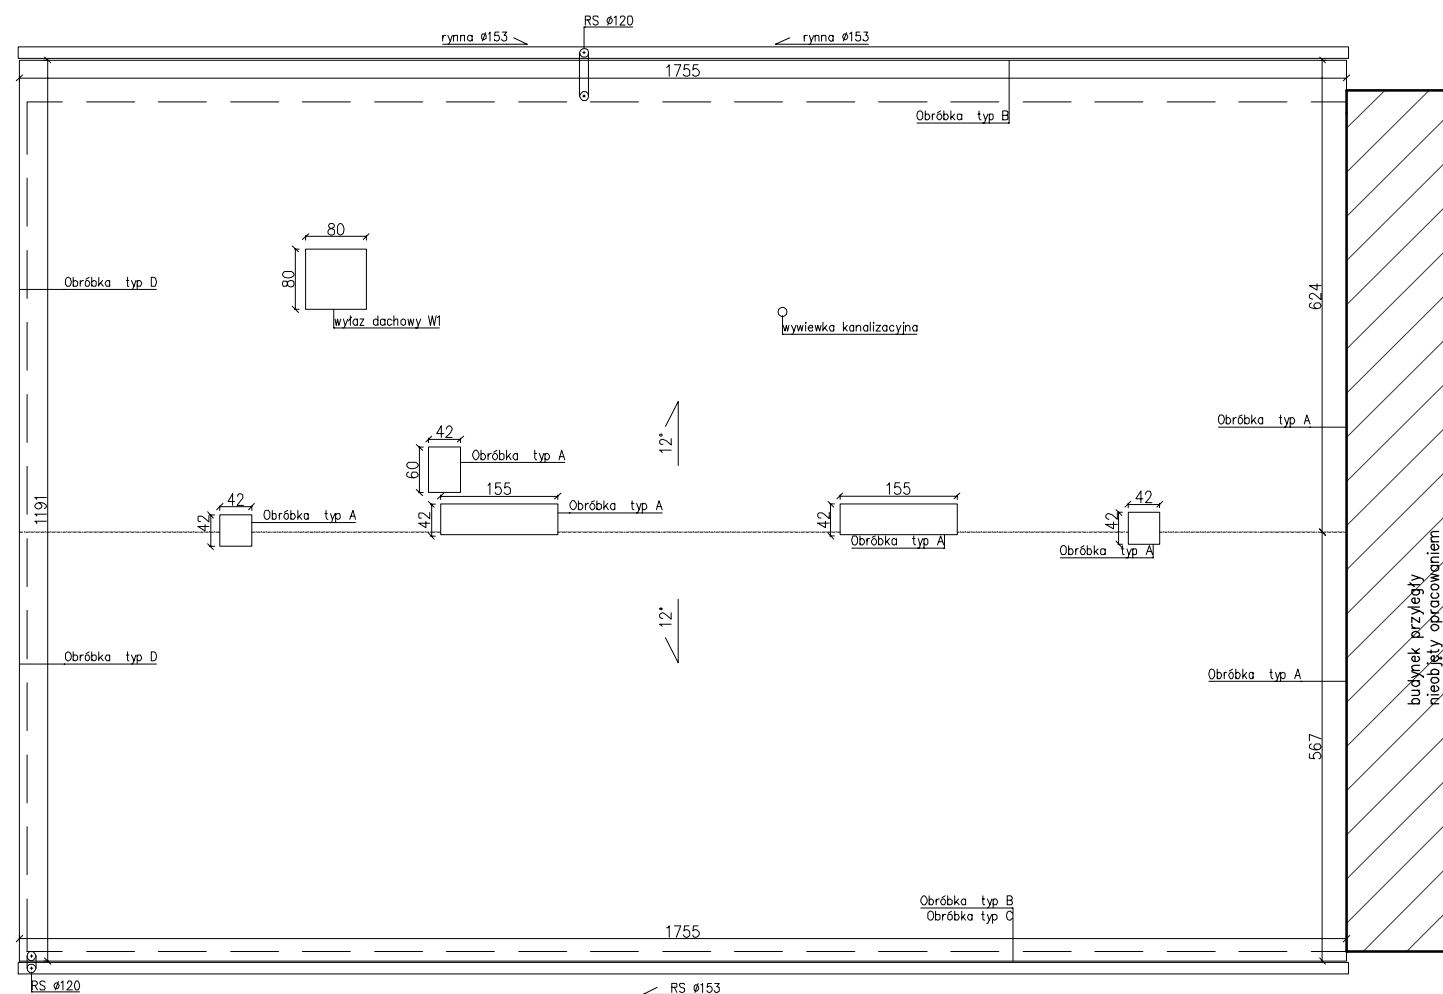 RS ø120
rynna ø153
rynna ø153
1755
Obróbka typ B
80
80
Obróbka typ D
wyłaz dachowy W1
wywiewka kanalizacyjna
624
12°
Obróbka typ A
42
60
Obróbka typ A
155
42
Obróbka typ A
155
42
Obróbka typ A
42
42
Obróbka typ A
42
42
Obróbka typ A
1191
12°
budynek przyległy
nieobjęty opracowaniem
Obróbka typ D
Obróbka typ A
567
Obróbka typ B
Obróbka typ C
1755
RS ø120
RS ø153